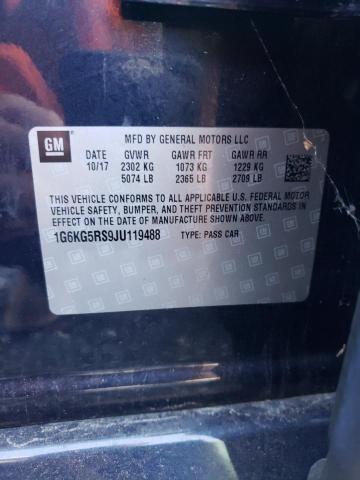 GM
MFD BY GENERAL MOTORS LLC
DATE GVWR GAWR FRT GAWR RR
10/17 2302 KG 1073 KG 1229 KG
5074 LB 2365 LB 2709 LB
THIS VEHICLE CONFORMS TO ALL APPLICABLE U.S. FEDERAL MOTOR
VEHICLE SAFETY, BUMPER, AND THEFT PREVENTION STANDARDS IN
EFFECT ON THE DATE OF MANUFACTURE SHOWN ABOVE.
1G6KG5RS9JU119488 TYPE: PASS CAR